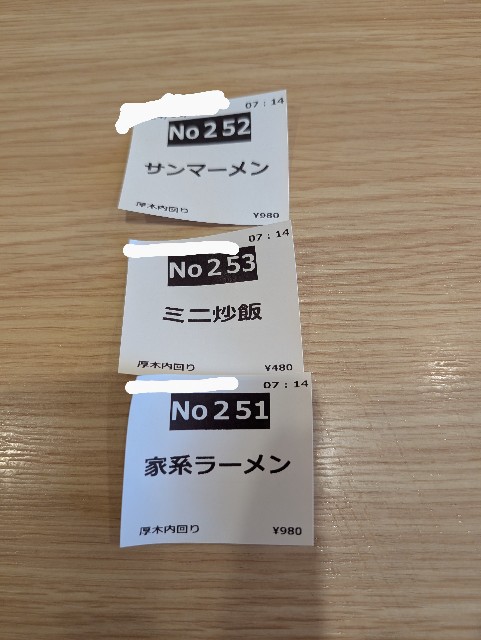 07:14
No252
サンマーメン
厚木内回り
¥980
07:14
No253
ミニ炒飯
厚木内回り
¥480
07:14
No251
家系ラーメン
厚木内回り
¥980